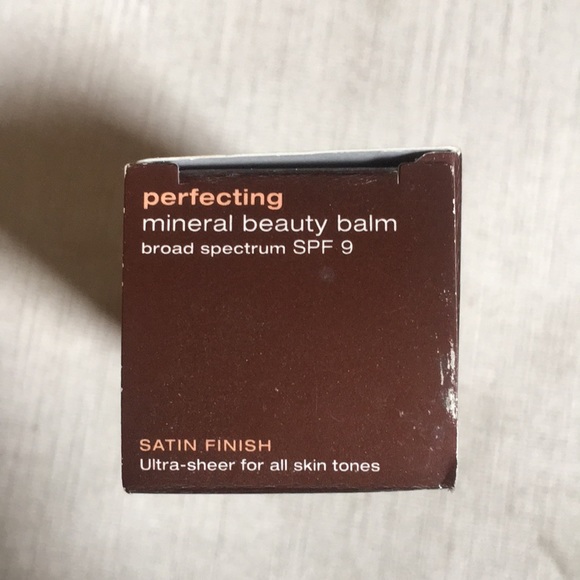 perfecting
mineral beauty balm
broad spectrum SPF 9
SATIN FINISH
Ultra-sheer for all skin tones